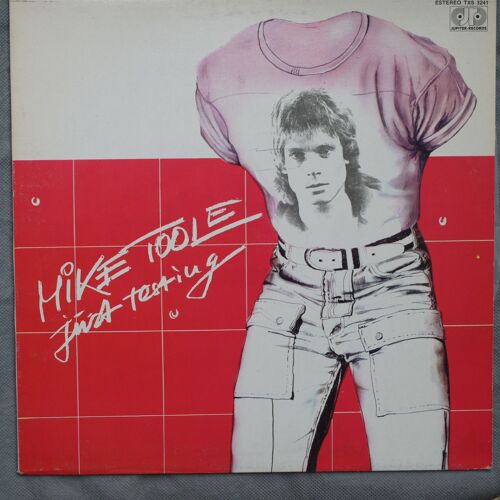 ESTEREO TXS 3241
JUPITER-RECORDS
MIKE TOOLE
just testing